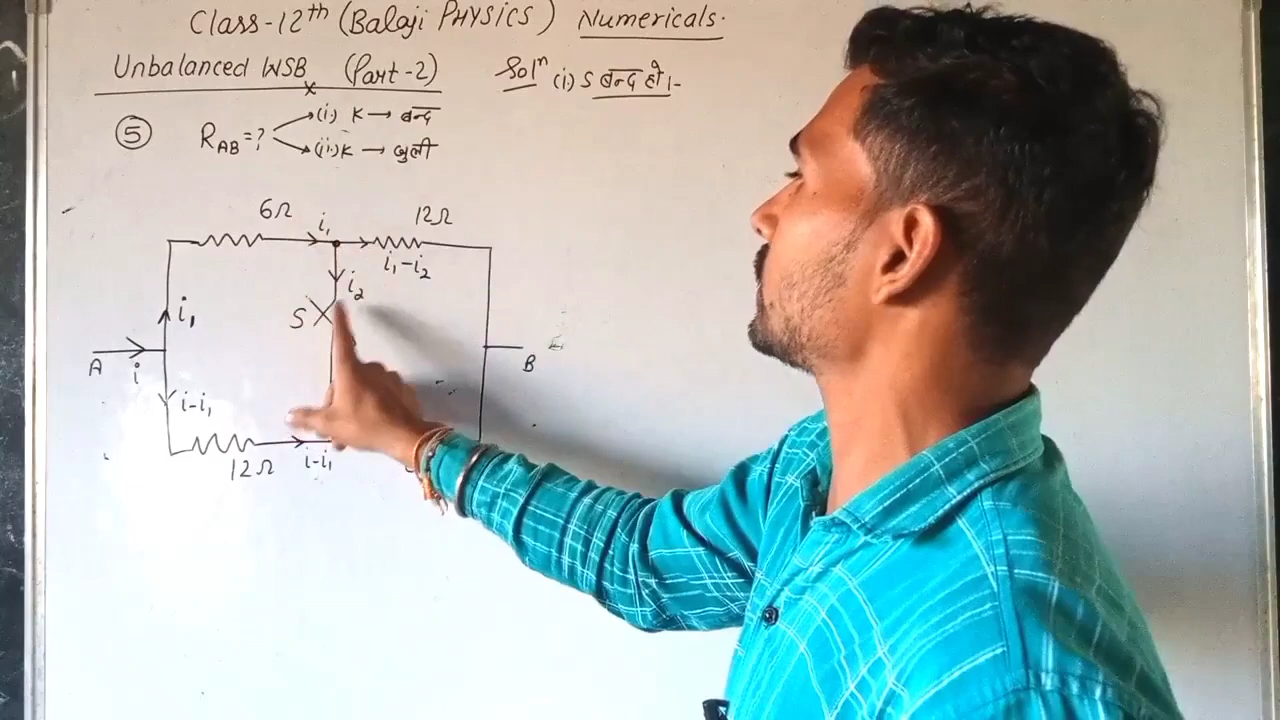 Class-12th (Balaji PHYSICS) Numericals.
Unbalanced WSB (Part-2)
Solⁿ (i) S बन्द हो।-
⑤ R_AB=?
(i.) K → बन्द
(ii.) K → खुली
6Ω
i₁
12Ω
i₁-i₂
i₂
S
i₁
A
i
B
i-i₁
12Ω
i-i₁